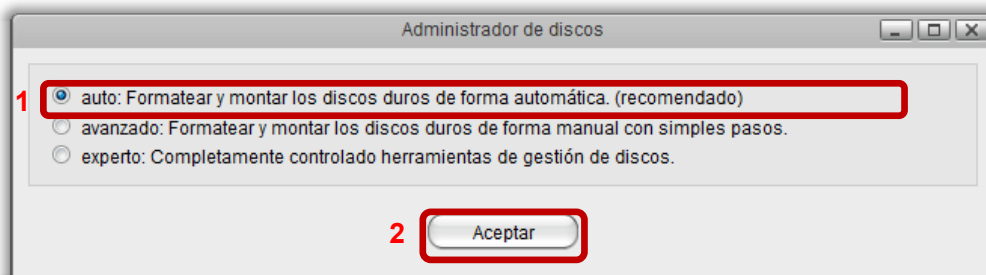 Administrador de discos
1 auto: Formatear y montar los discos duros de forma automática. (recomendado)
avanzado: Formatear y montar los discos duros de forma manual con simples pasos.
experto: Completamente controlado herramientas de gestión de discos.
2 Aceptar